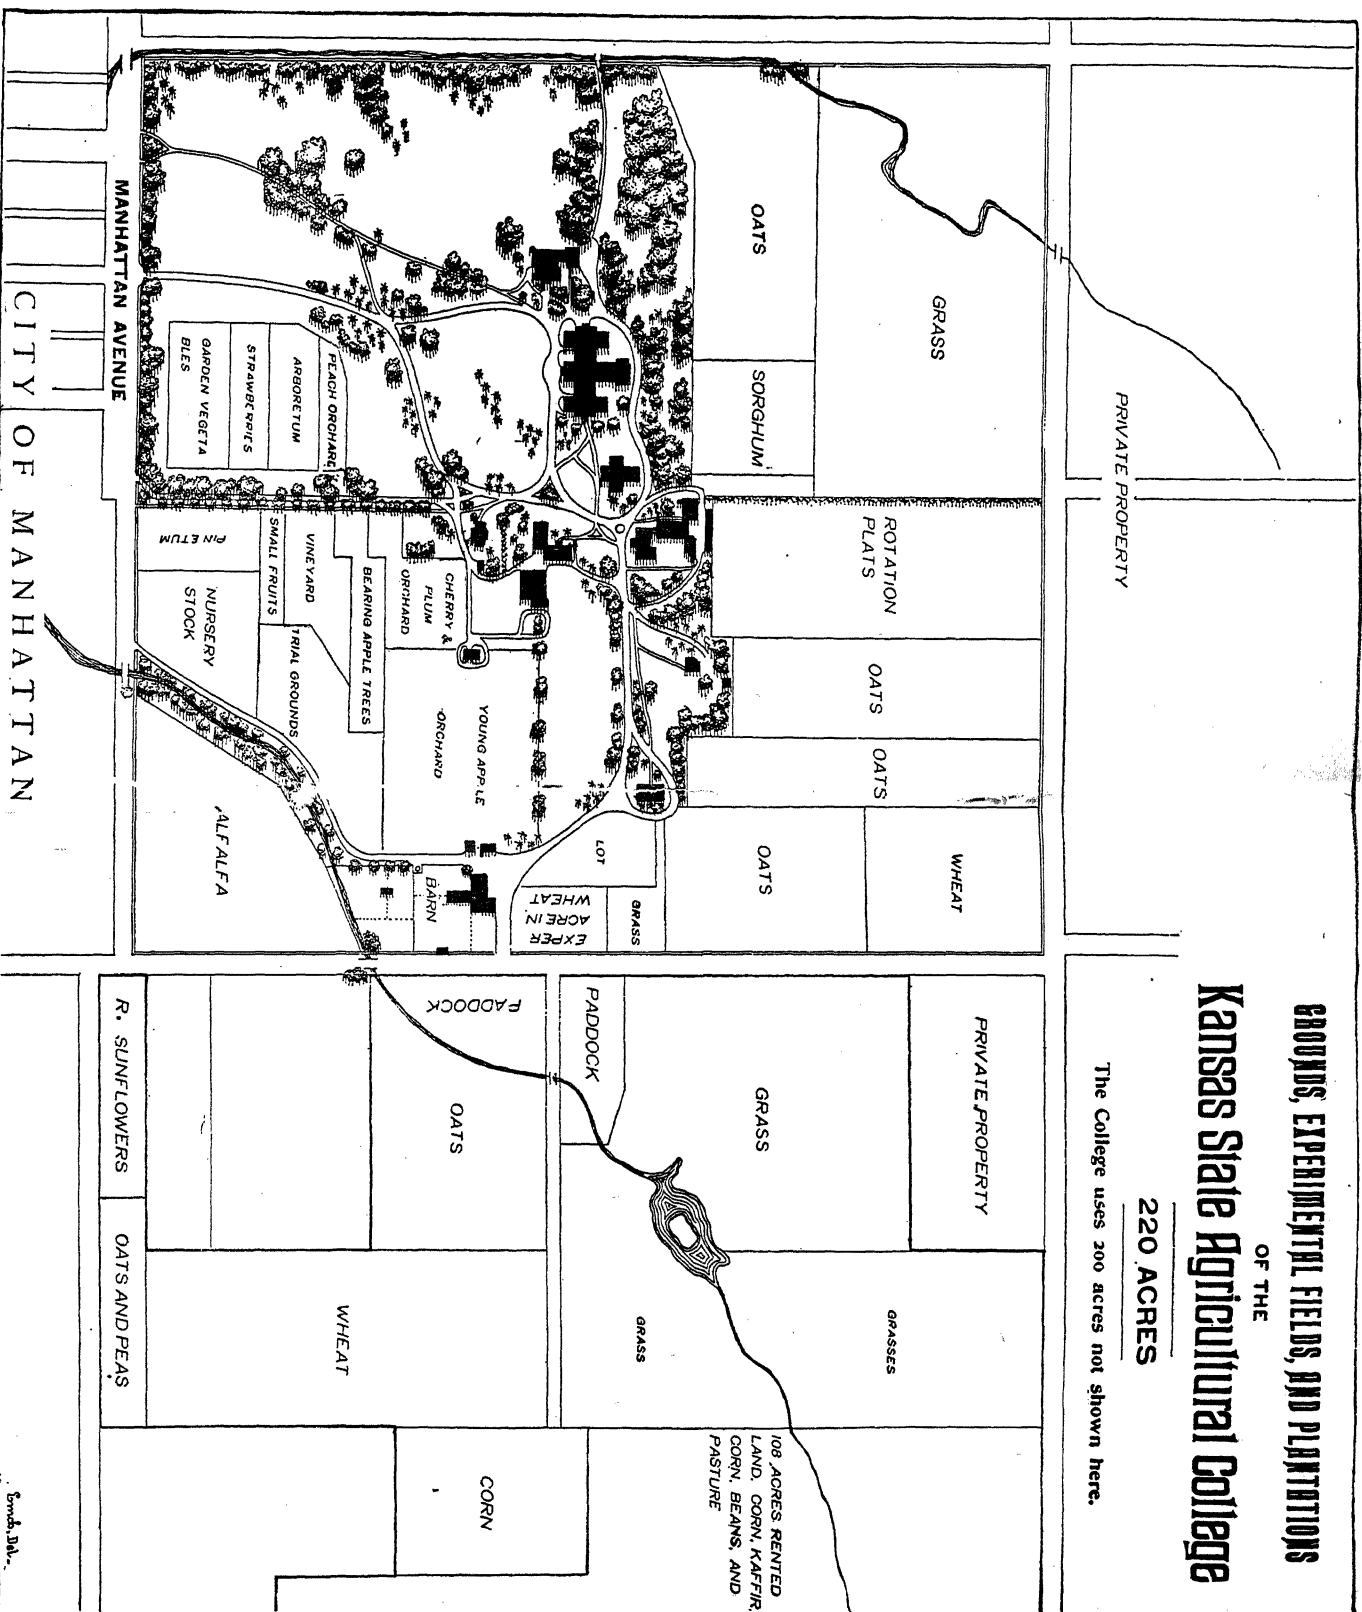 GROUNDS, EXPERIMENTAL FIELDS, AND PLANTATIONS
OF THE
Kansas State Agricultural College
220 ACRES
The College uses 200 acres not shown here.
PRIVATE PROPERTY
GRASS
OATS
SORGHUM
ROTATION
PLATS
OATS
OATS
OATS
WHEAT
LOT
GRASS
EXPER
ACRE IN
WHEAT
BARN
PEACH ORCHARD
ARBORETUM
STRAWBERRIES
GARDEN VEGETA
BLES
PINETUM
NURSERY
STOCK
SMALL FRUITS
VINEYARD
TRIAL GROUNDS
BEARING APPLE TREES
CHERRY &
PLUM
ORCHARD
YOUNG APPLE
ORCHARD
ALFALFA
MANHATTAN AVENUE
CITY OF MANHATTAN
PRIVATE PROPERTY
GRASS
PADDOCK
PADDOCK
OATS
R. SUNFLOWERS
OATS AND PEAS
WHEAT
GRASS
GRASSES
108 ACRES RENTED
LAND. CORN, KAFFIR,
CORN, BEANS, AND
PASTURE
CORN